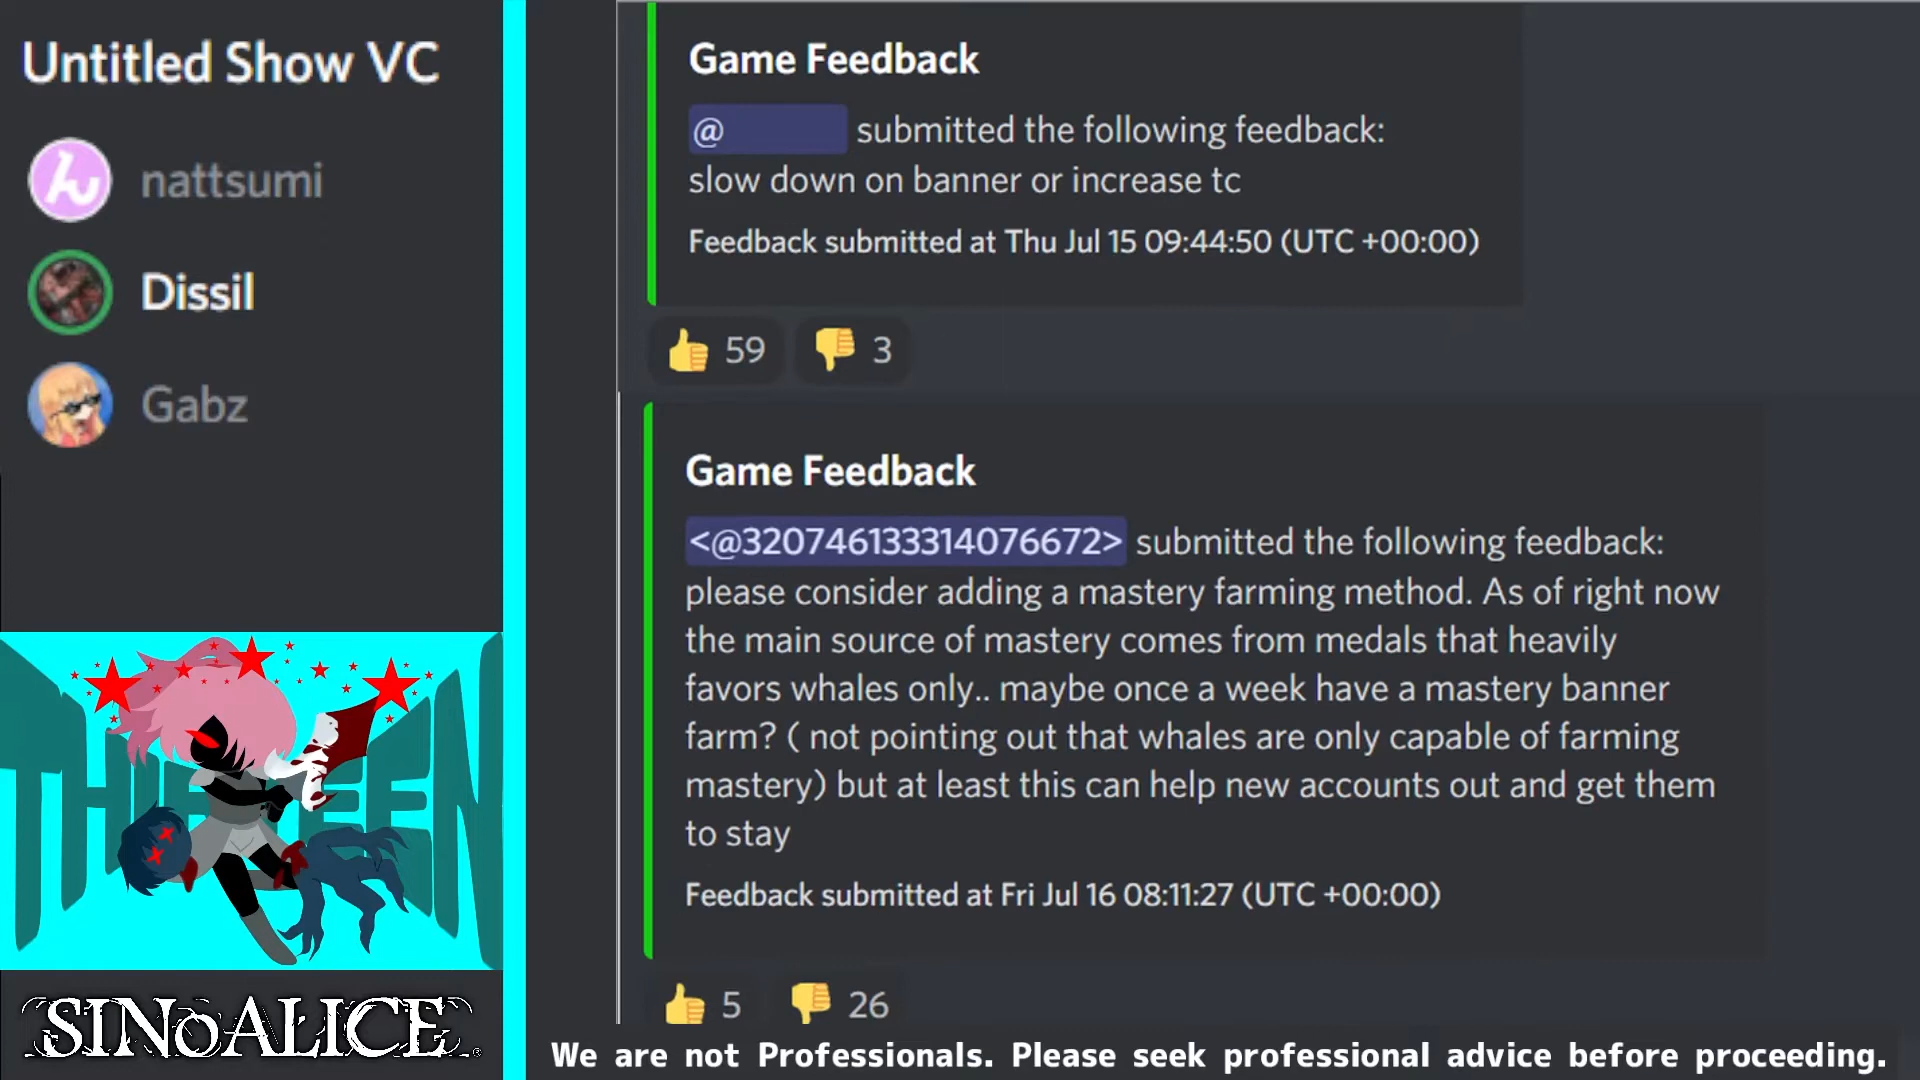 Untitled Show VC
nattsumi
Dissil
Gabz
THIRTEEN
SINoALICE
Game Feedback
@ submitted the following feedback:
slow down on banner or increase tc
Feedback submitted at Thu Jul 15 09:44:50 (UTC +00:00)
59 3
Game Feedback
<@320746133314076672> submitted the following feedback:
please consider adding a mastery farming method. As of right now
the main source of mastery comes from medals that heavily
favors whales only.. maybe once a week have a mastery banner
farm? ( not pointing out that whales are only capable of farming
mastery) but at least this can help new accounts out and get them
to stay
Feedback submitted at Fri Jul 16 08:11:27 (UTC +00:00)
5 26
We are not Professionals. Please seek professional advice before proceeding.